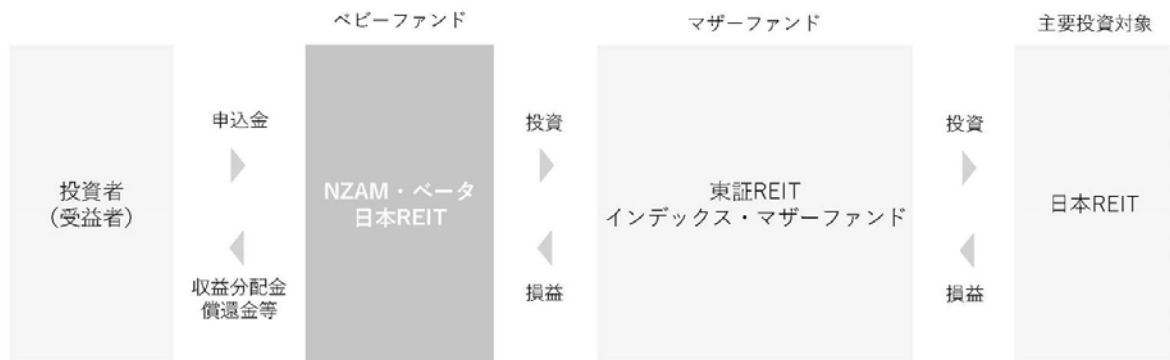 ベビーファンド
マザーファンド
主要投資対象
投資者
（受益者）
申込金
収益分配金
償還金等
NZAM・ベータ
日本REIT
投資
損益
東証REIT
インデックス・マザーファンド
投資
損益
日本REIT